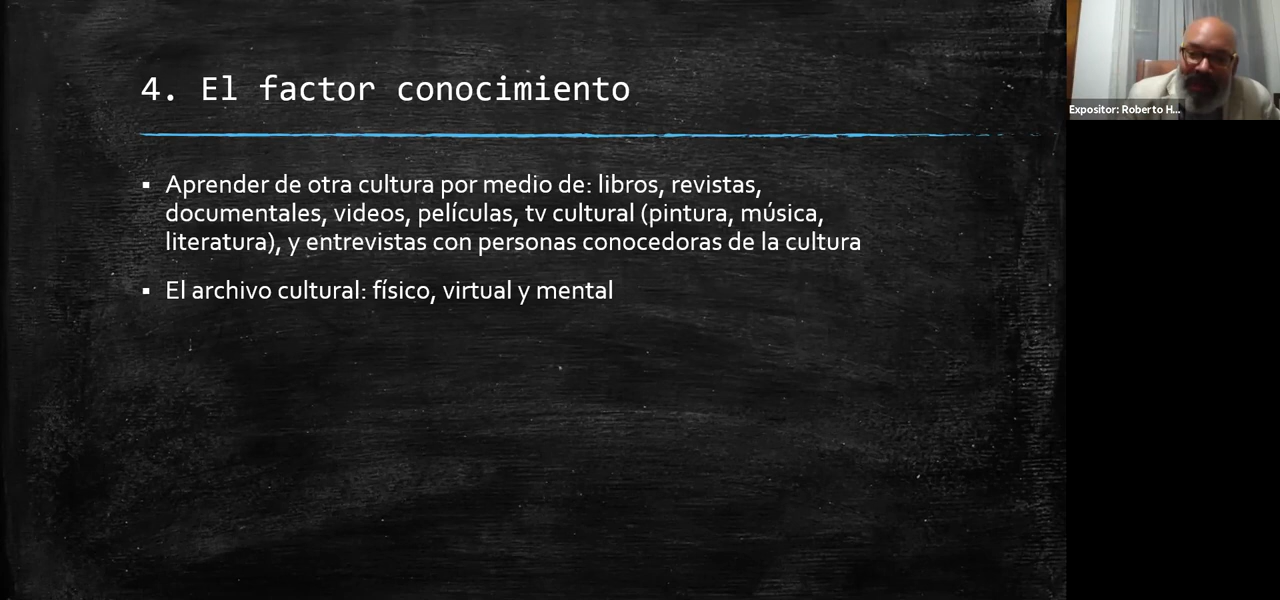 4. El factor conocimiento
▪ Aprender de otra cultura por medio de: libros, revistas,
documentales, videos, películas, tv cultural (pintura, música,
literatura), y entrevistas con personas conocedoras de la cultura
▪ El archivo cultural: físico, virtual y mental
Expositor: Roberto H...